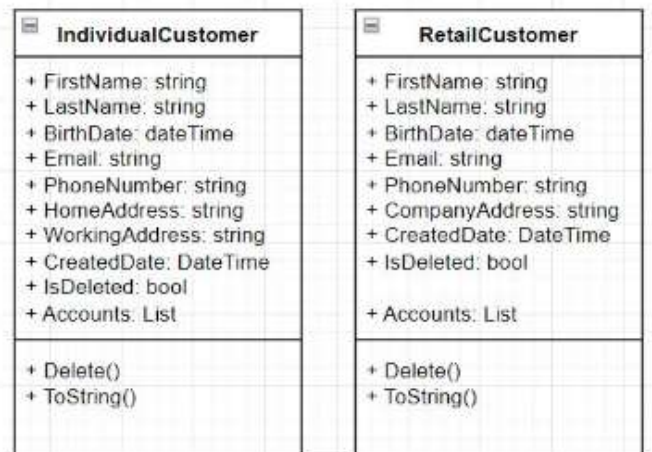 IndividualCustomer
+ FirstName: string
+ LastName: string
+ BirthDate: dateTime
+ Email: string
+ PhoneNumber: string
+ HomeAddress: string
+ WorkingAddress: string
+ CreatedDate: DateTime
+ IsDeleted: bool
+ Accounts: List
+ Delete()
+ ToString()
RetailCustomer
+ FirstName: string
+ LastName: string
+ BirthDate: dateTime
+ Email: string
+ PhoneNumber: string
+ CompanyAddress: string
+ CreatedDate: DateTime
+ IsDeleted: bool
+ Accounts: List
+ Delete()
+ ToString()